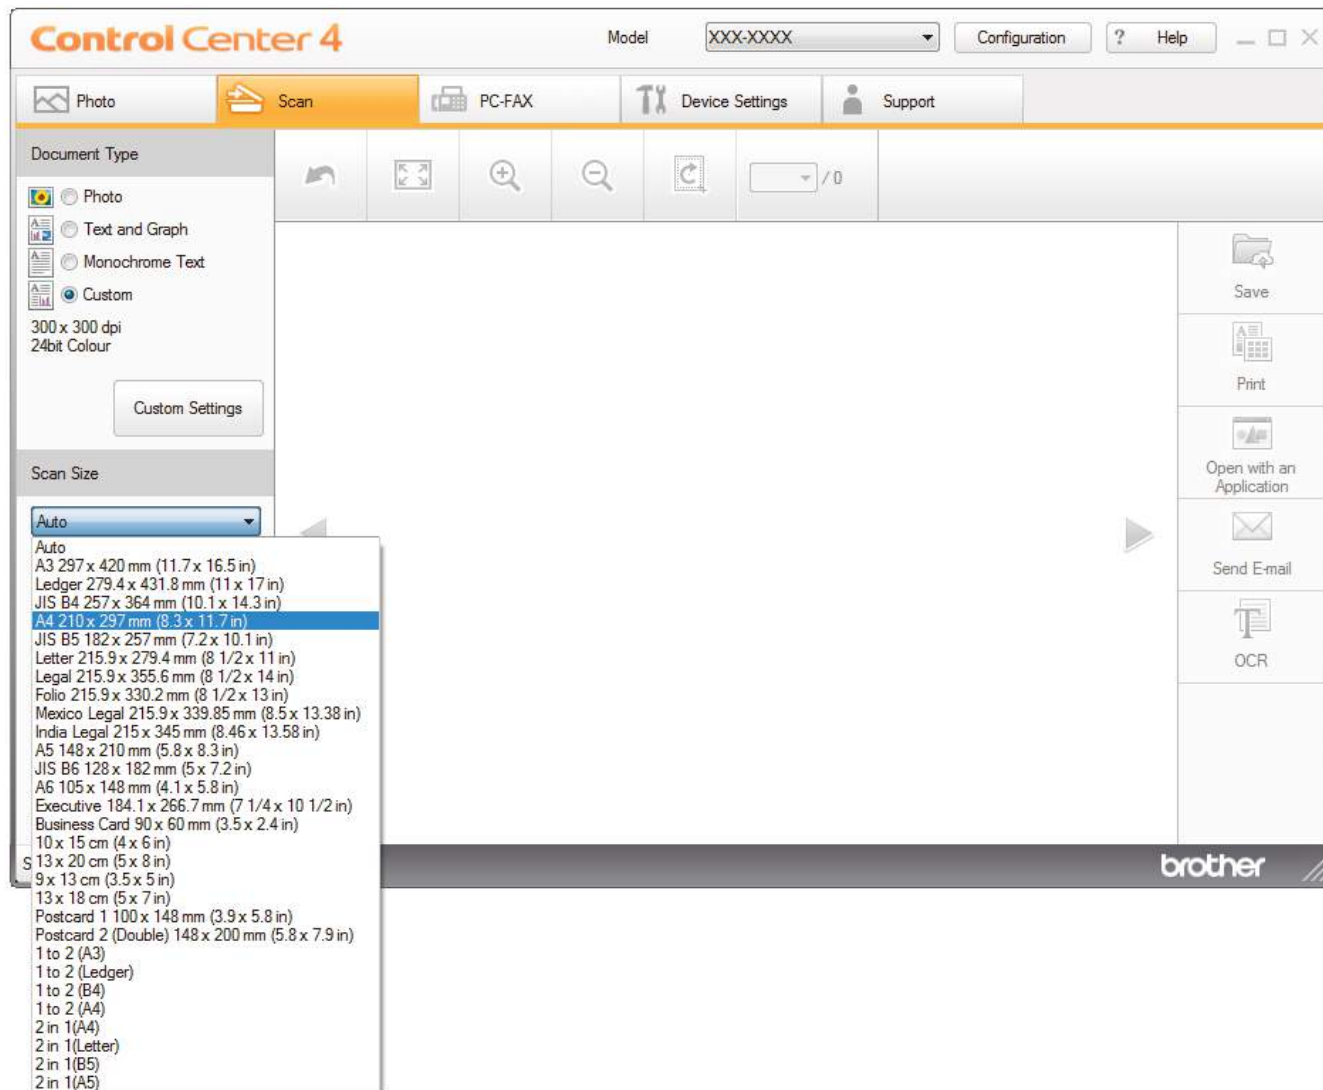 Control Center 4
Model
XXX-XXXX
Configuration
? Help
Photo
Scan
PC-FAX
Device Settings
Support
Document Type
Photo
Text and Graph
Monochrome Text
Custom
300 x 300 dpi
24bit Colour
Custom Settings
/ 0
Scan Size
Auto
Auto
A3 297 x 420 mm (11.7 x 16.5 in)
Ledger 279.4 x 431.8 mm (11 x 17 in)
JIS B4 257 x 364 mm (10.1 x 14.3 in)
A4 210 x 297 mm (8.3 x 11.7 in)
JIS B5 182 x 257 mm (7.2 x 10.1 in)
Letter 215.9 x 279.4 mm (8 1/2 x 11 in)
Legal 215.9 x 355.6 mm (8 1/2 x 14 in)
Folio 215.9 x 330.2 mm (8 1/2 x 13 in)
Mexico Legal 215.9 x 339.85 mm (8.5 x 13.38 in)
India Legal 215 x 345 mm (8.46 x 13.58 in)
A5 148 x 210 mm (5.8 x 8.3 in)
JIS B6 128 x 182 mm (5 x 7.2 in)
A6 105 x 148 mm (4.1 x 5.8 in)
Executive 184.1 x 266.7 mm (7 1/4 x 10 1/2 in)
Business Card 90 x 60 mm (3.5 x 2.4 in)
10 x 15 cm (4 x 6 in)
13 x 20 cm (5 x 8 in)
9 x 13 cm (3.5 x 5 in)
13 x 18 cm (5 x 7 in)
Postcard 1 100 x 148 mm (3.9 x 5.8 in)
Postcard 2 (Double) 148 x 200 mm (5.8 x 7.9 in)
1 to 2 (A3)
1 to 2 (Ledger)
1 to 2 (B4)
1 to 2 (A4)
2 in 1(A4)
2 in 1(Letter)
2 in 1(B5)
2 in 1(A5)
Save
Print
Open with an
Application
Send E-mail
OCR
brother